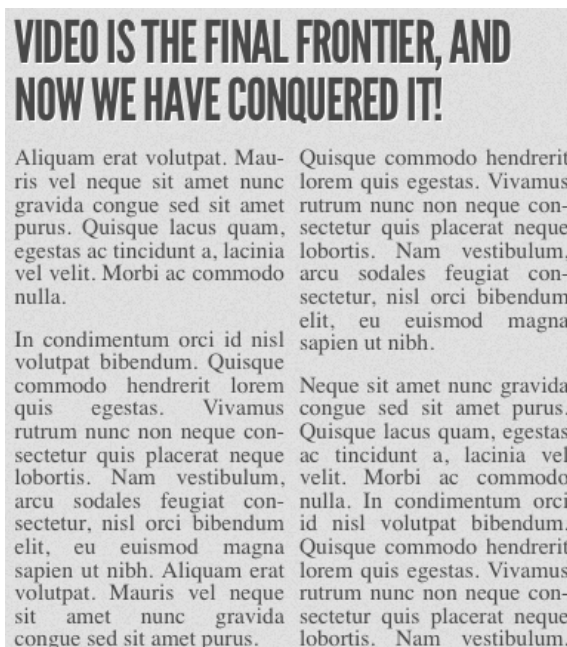 VIDEO IS THE FINAL FRONTIER, AND
NOW WE HAVE CONQUERED IT!
Aliquam erat volutpat. Mau-
ris vel neque sit amet nunc
gravida congue sed sit amet
purus. Quisque lacus quam,
egestas ac tincidunt a, lacinia
vel velit. Morbi ac commodo
nulla.
In condimentum orci id nisl
volutpat bibendum. Quisque
commodo hendrerit lorem
quis egestas. Vivamus
rutrum nunc non neque con-
sectetur quis placerat neque
lobortis. Nam vestibulum,
arcu sodales feugiat con-
sectetur, nisl orci bibendum
elit, eu euismod magna
sapien ut nibh. Aliquam erat
volutpat. Mauris vel neque
sit amet nunc gravida
congue sed sit amet purus.
Quisque commodo hendrerit
lorem quis egestas. Vivamus
rutrum nunc non neque con-
sectetur quis placerat neque
lobortis. Nam vestibulum,
arcu sodales feugiat con-
sectetur, nisl orci bibendum
elit, eu euismod magna
sapien ut nibh.
Neque sit amet nunc gravida
congue sed sit amet purus.
Quisque lacus quam, egestas
ac tincidunt a, lacinia vel
velit. Morbi ac commodo
nulla. In condimentum orci
id nisl volutpat bibendum.
Quisque commodo hendrerit
lorem quis egestas. Vivamus
rutrum nunc non neque con-
sectetur quis placerat neque
lobortis. Nam vestibulum,